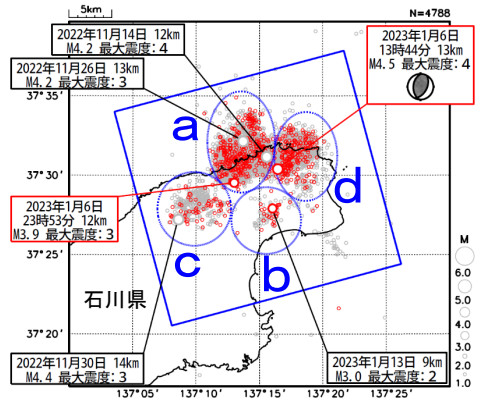 5km
N=4788
2022年11月14日 12km
M4.2 最大震度:4
2022年11月26日 13km
M4.2 最大震度:3
2023年1月6日
13時44分 13km
M4.5 最大震度:4
37°35′
a
37°30′
d
2023年1月6日
23時53分 12km
M3.9 最大震度:3
37°25′
c
b
石川県
M
6.0
5.0
4.0
3.0
2.0
1.0
37°20′
2022年11月30日 14km
M4.4 最大震度:3
2023年1月13日 9km
M3.0 最大震度:2
137°05′
137°10′
137°15′
137°20′
137°25′